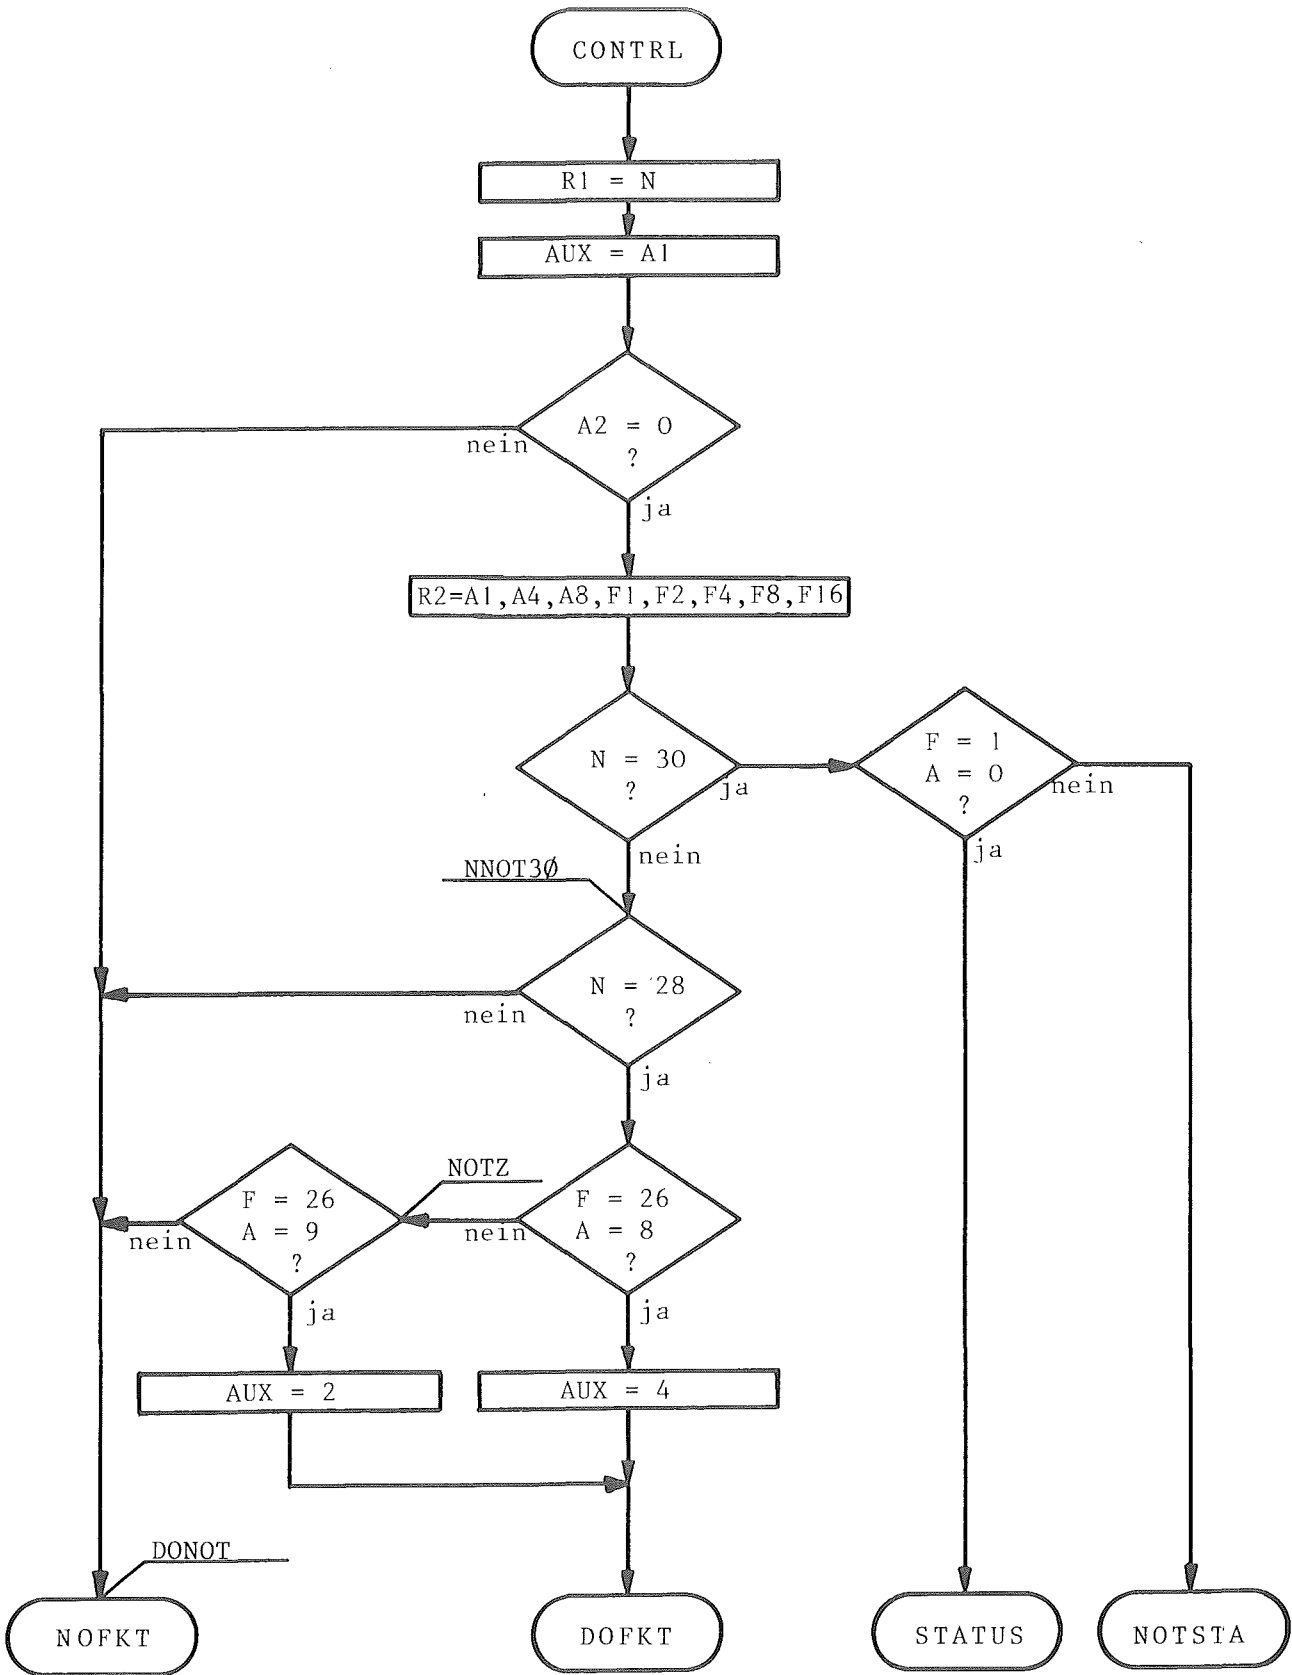 CONTRL
R1 = N
AUX = A1
A2 = 0
?
nein
ja
R2=A1,A4,A8,F1,F2,F4,F8,F16
N = 30
?
ja
nein
F = 1
A = 0
?
nein
ja
NNOT3Ø
N = 28
?
nein
ja
NOTZ
F = 26
A = 9
?
nein
ja
F = 26
A = 8
?
nein
ja
AUX = 2
AUX = 4
DONOT
NOFKT
DOFKT
STATUS
NOTSTA